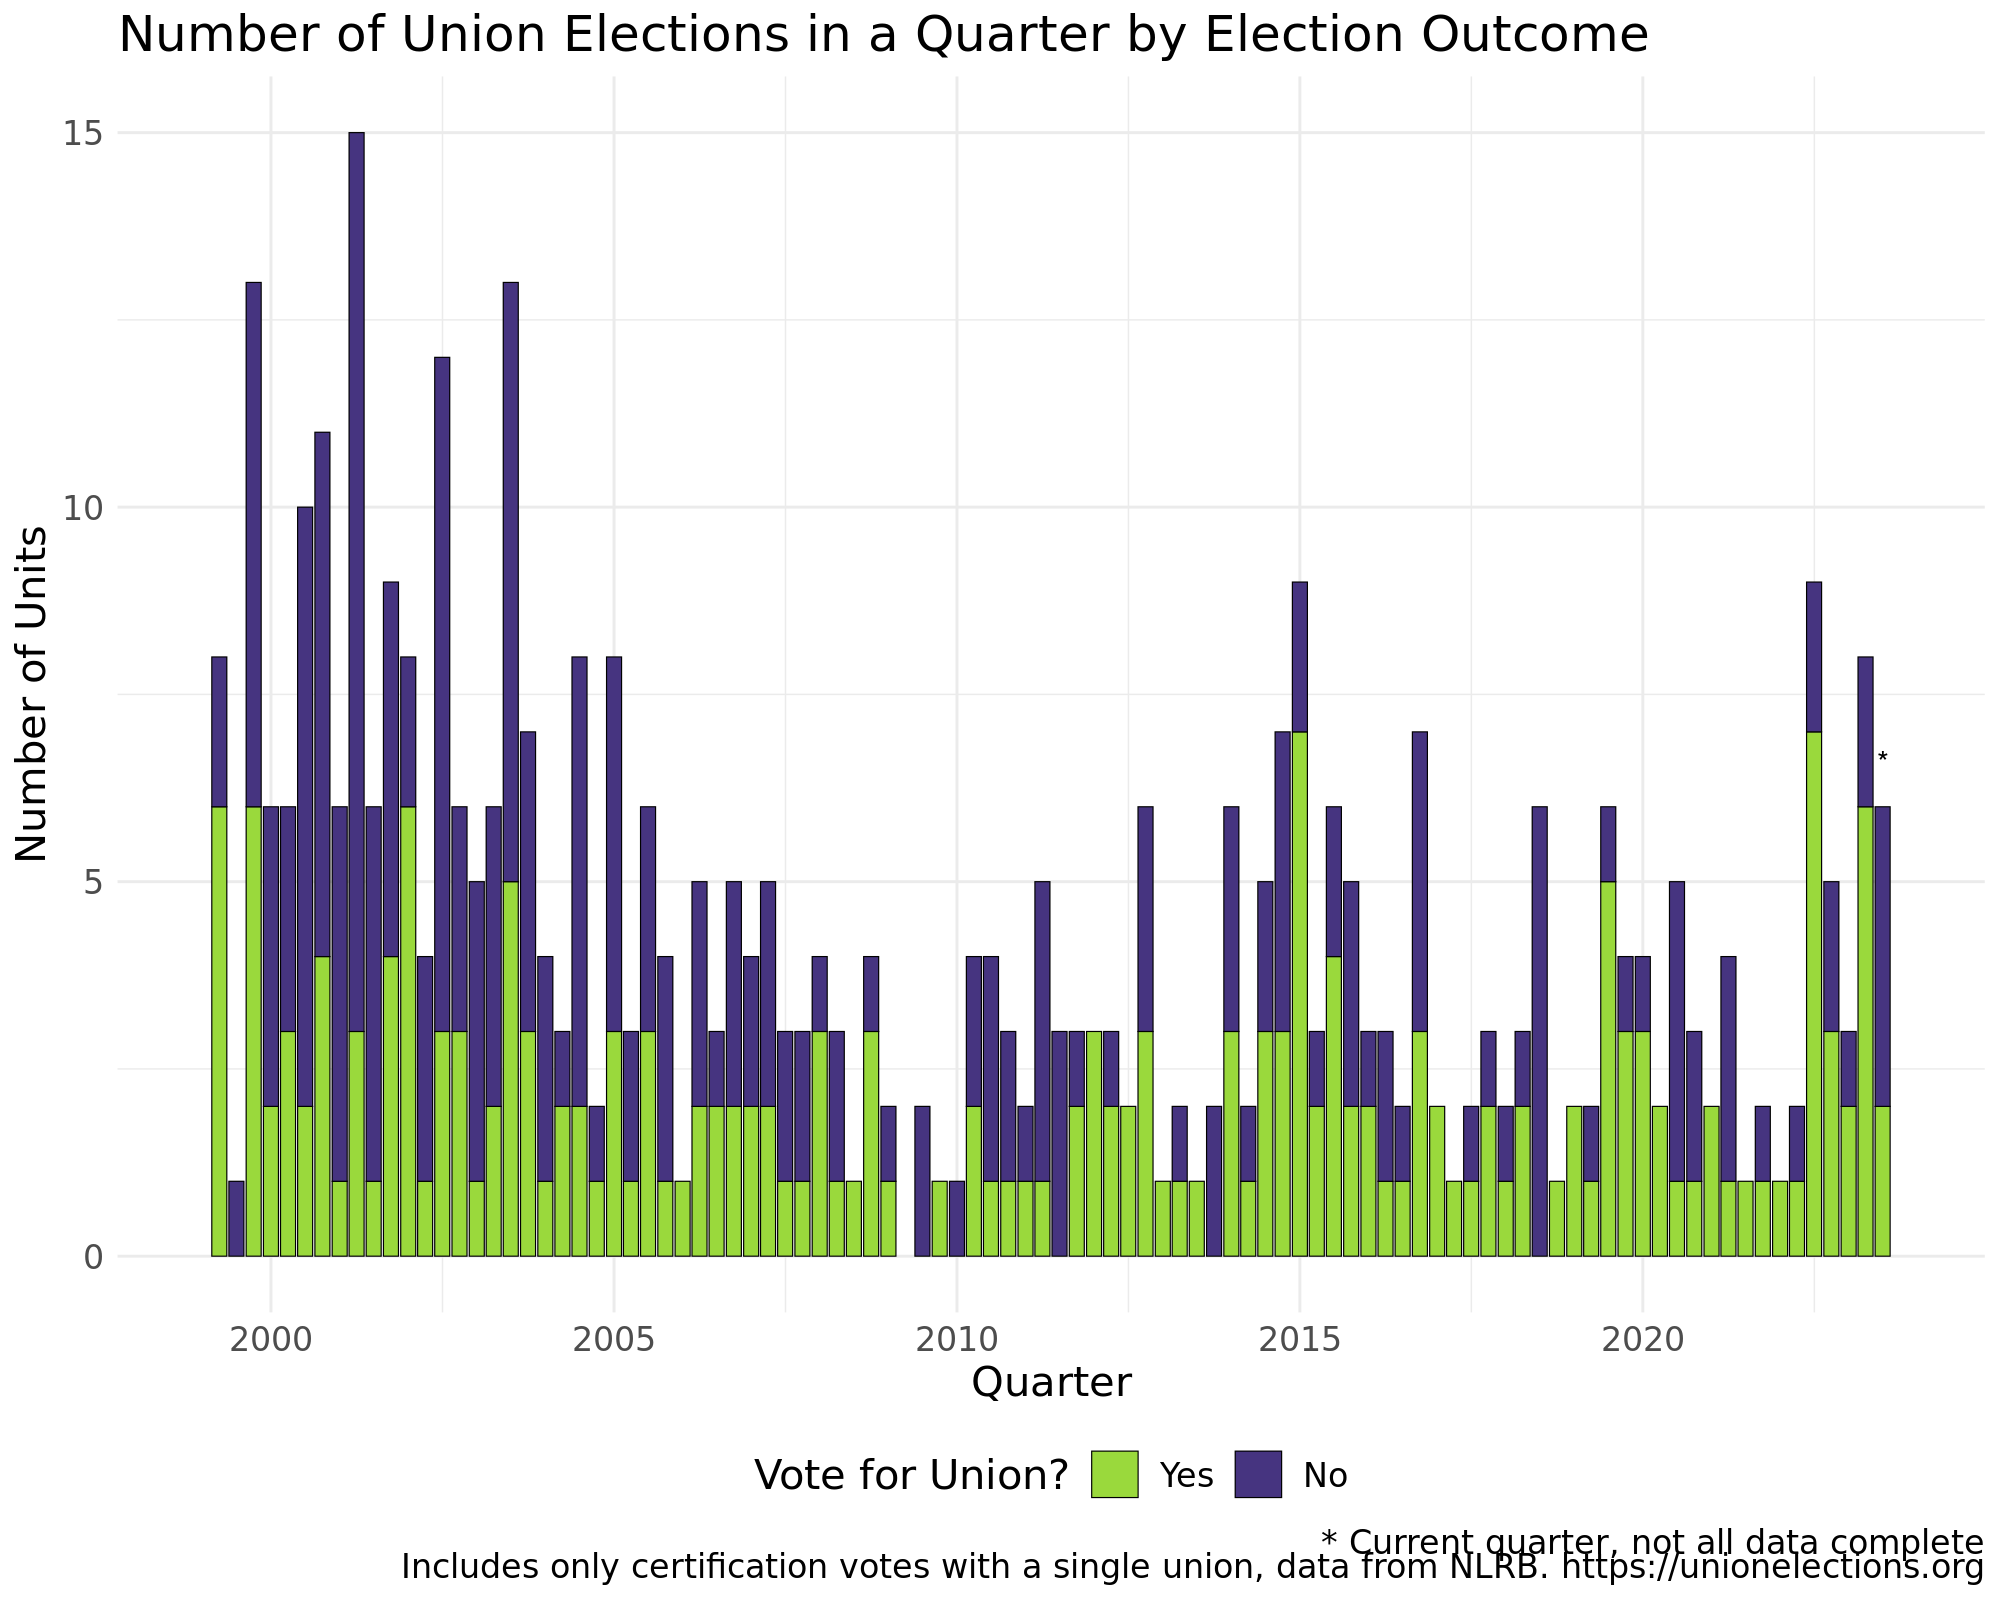 Number of Union Elections in a Quarter by Election Outcome
15
10
5
0
Number of Units
*
2000 2005 2010 2015 2020
Quarter
Vote for Union? Yes No
* Current quarter, not all data complete
Includes only certification votes with a single union, data from NLRB. https://unionelections.org